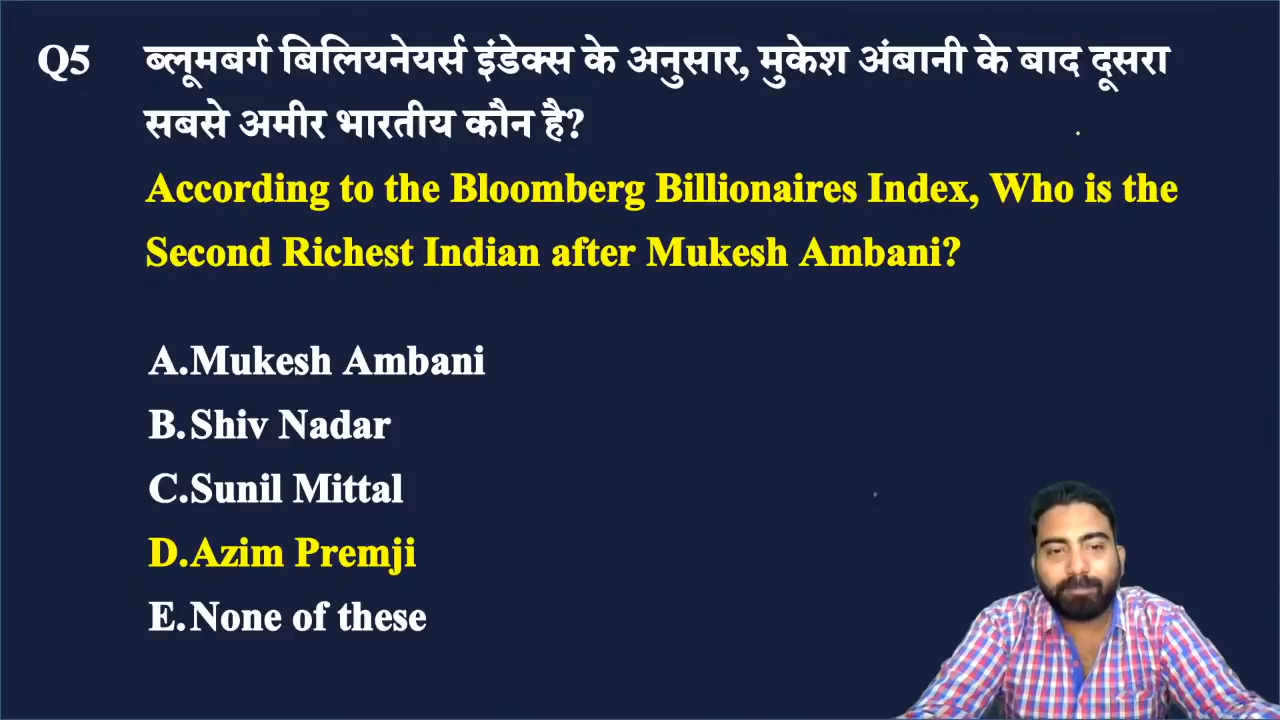 Q5 ब्लूमबर्ग बिलियनेयर्स इंडेक्स के अनुसार, मुकेश अंबानी के बाद दूसरा
सबसे अमीर भारतीय कौन है?
According to the Bloomberg Billionaires Index, Who is the
Second Richest Indian after Mukesh Ambani?
A.Mukesh Ambani
B.Shiv Nadar
C.Sunil Mittal
D.Azim Premji
E.None of these